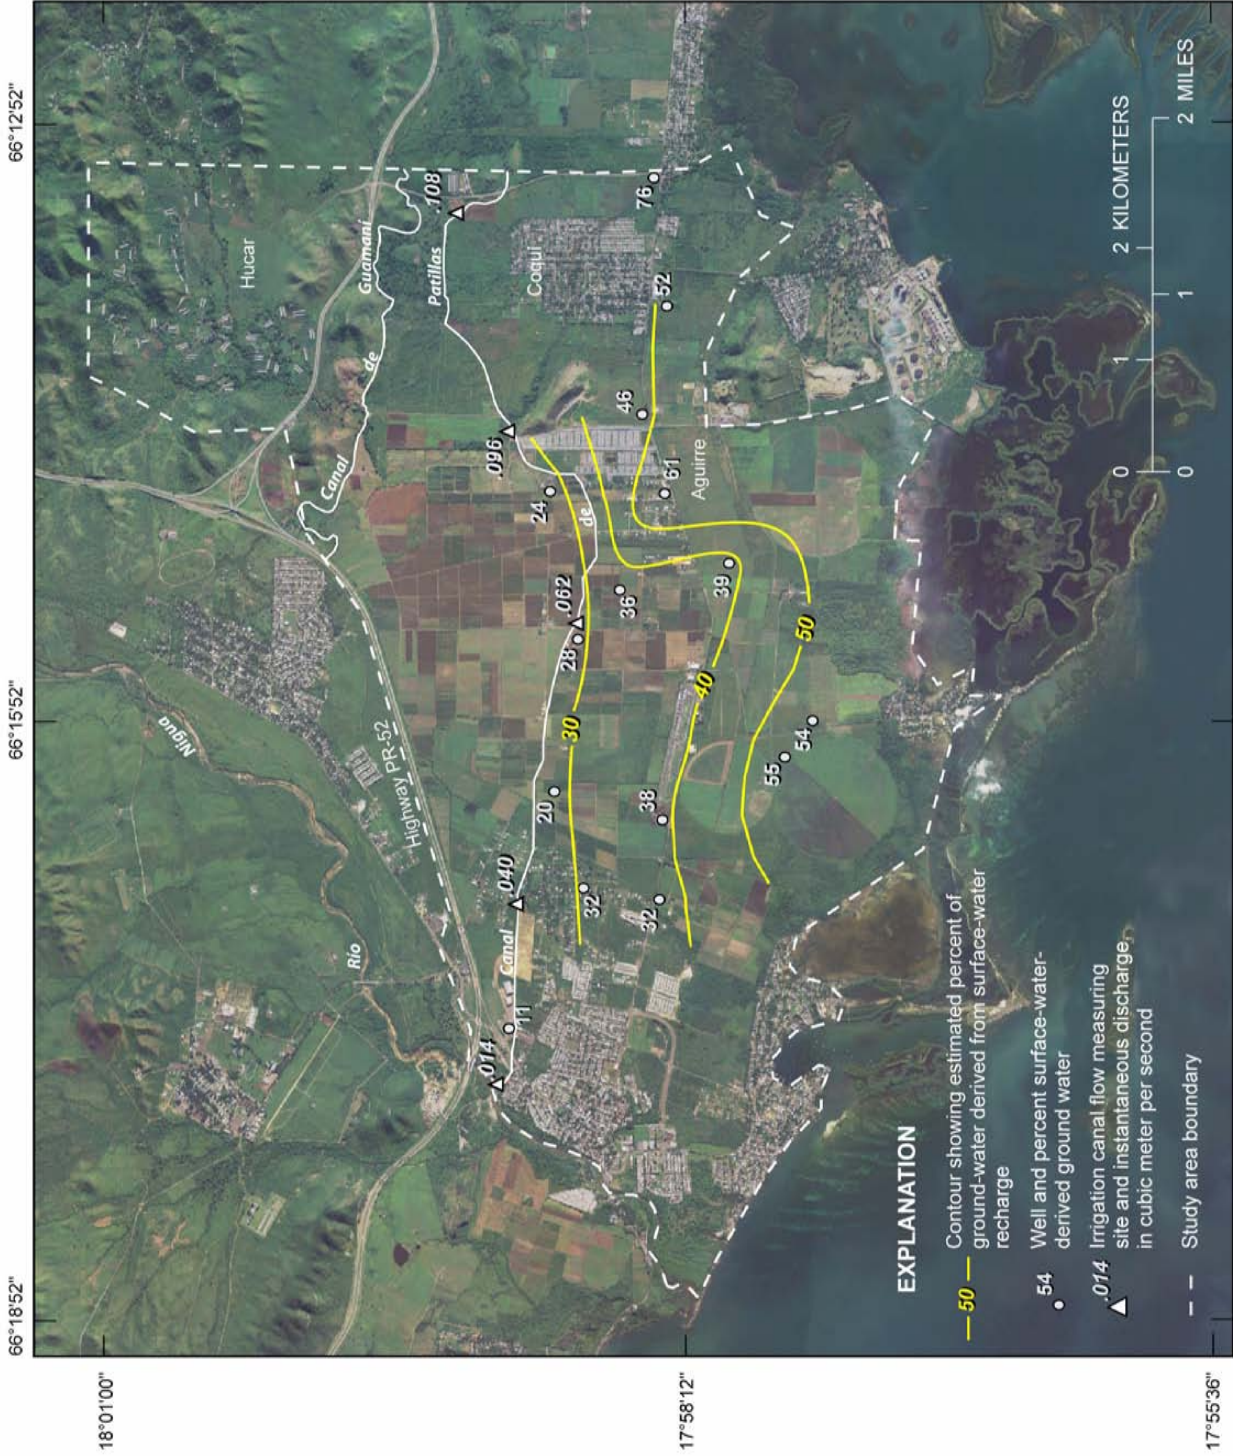 66°18'52"
66°15'52"
66°12'52"
18°01'00"
17°58'12"
17°55'36"
Hucar
Guamaní
de
Canal
Patillas
.108
Coquí
76
52
46
.096
24
61
Aguirre
de
.062
28
36
39
50
30
40
Highway PR-52
Nigua
Río
20
38
55
54
.040
32
32
Canal
11
.014
EXPLANATION
50
Contour showing estimated percent of
ground-water derived from surface-water
recharge
54
Well and percent surface-water-
derived ground water
.014
Irrigation canal flow measuring
site and instantaneous discharge,
in cubic meter per second
Study area boundary
0 1 2 KILOMETERS
0 1 2 MILES